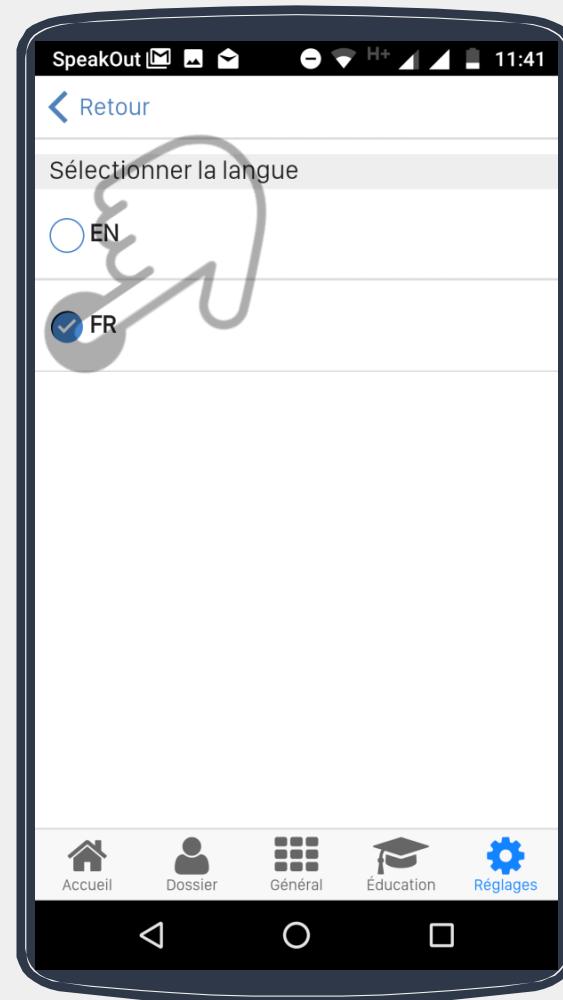 SpeakOut H+ 11:41
Retour
Sélectionner la langue
EN
FR
Accueil Dossier Général Éducation Réglages